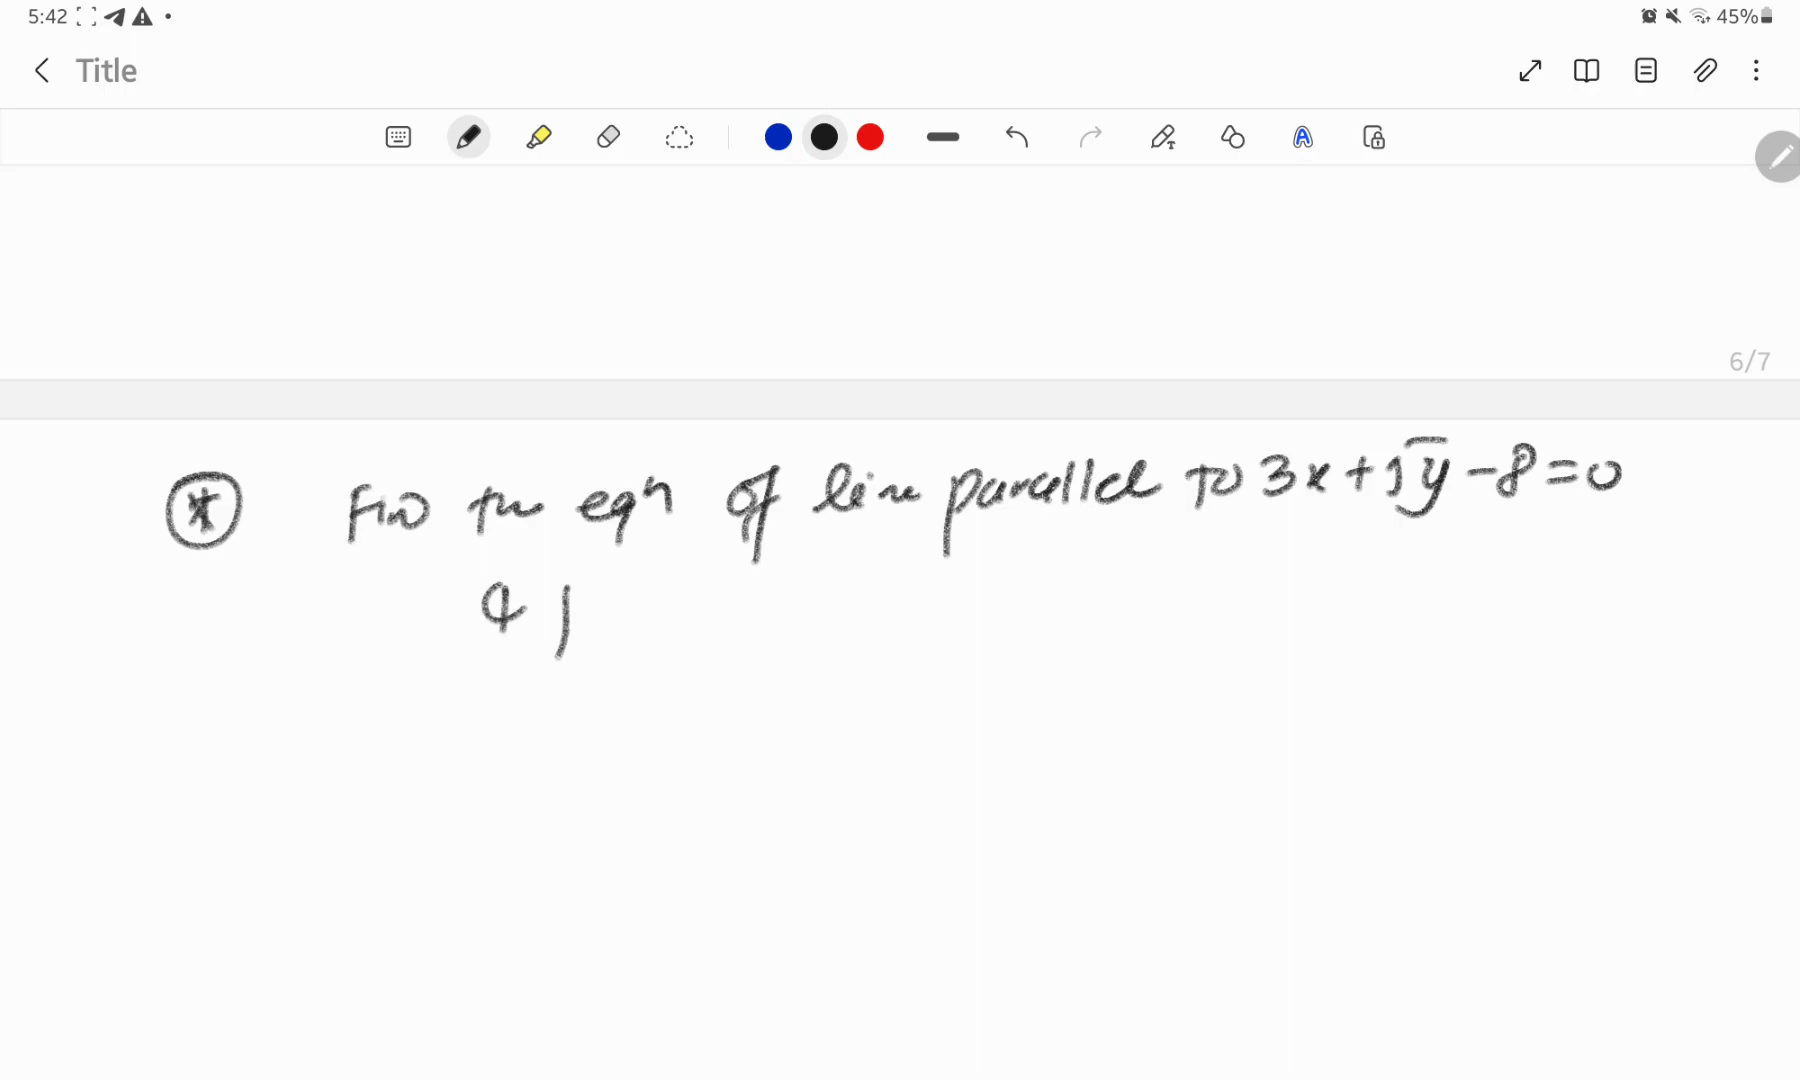 5:42 45%
Title
6/7
* Find the eqn of line parallel to 3x+5y-8=0
&